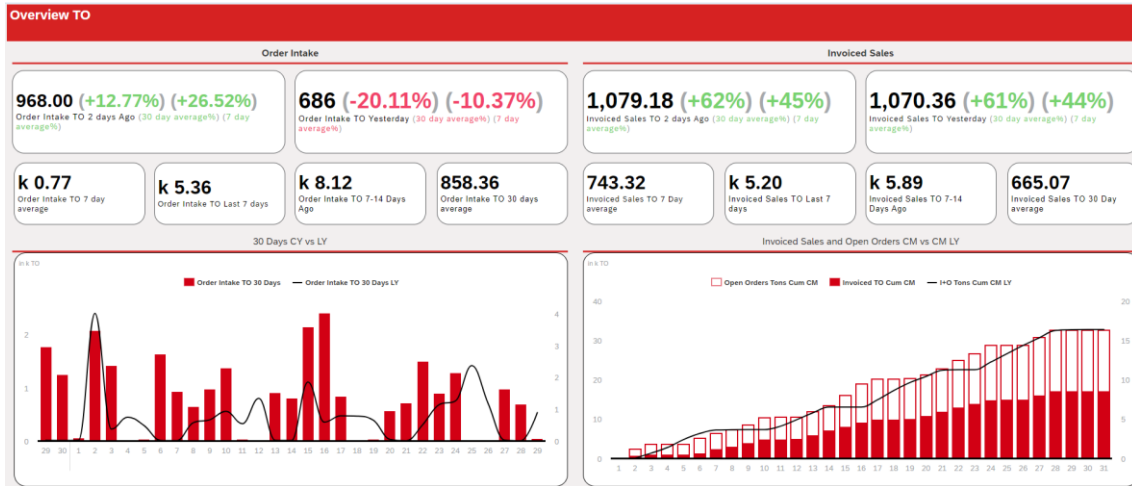 Overview TO
Order Intake
968.00 (+12.77%) (+26.52%)
Order Intake TO 2 days Ago (30 day average%) (7 day
average%)
686 (-20.11%) (-10.37%)
Order Intake TO Yesterday (30 day average%) (7 day
average%)
k 0.77
Order Intake TO 7 day
average
k 5.36
Order Intake TO Last 7 days
k 8.12
Order Intake TO 7-14 Days
Ago
858.36
Order Intake TO 30 days
average
Invoiced Sales
1,079.18 (+62%) (+45%)
Invoiced Sales TO 2 days Ago (30 day average%) (7 day
average%)
1,070.36 (+61%) (+44%)
Invoiced Sales TO Yesterday (30 day average%) (7 day
average%)
743.32
Invoiced Sales TO 7 Day
average
k 5.20
Invoiced Sales TO Last 7
days
k 5.89
Invoiced Sales TO 7-14
Days Ago
665.07
Invoiced Sales TO 30 Day
average
30 Days CY vs LY
in k TO
Order Intake TO 30 Days
Order Intake TO 30 Days LY
2
1
0
4
3
2
1
0
29 30 1 2 3 4 5 6 7 8 9 10 11 12 13 14 15 16 17 18 19 20 21 22 23 24 25 26 27 28 29
Invoiced Sales and Open Orders CM vs CM LY
in k TO
Open Orders Tons Cum CM
Invoiced TO Cum CM
I+O Tons Cum CM LY
40
30
20
10
0
20
15
10
5
0
1 2 3 4 5 6 7 8 9 10 11 12 13 14 15 16 17 18 19 20 21 22 23 24 25 26 27 28 29 30 31